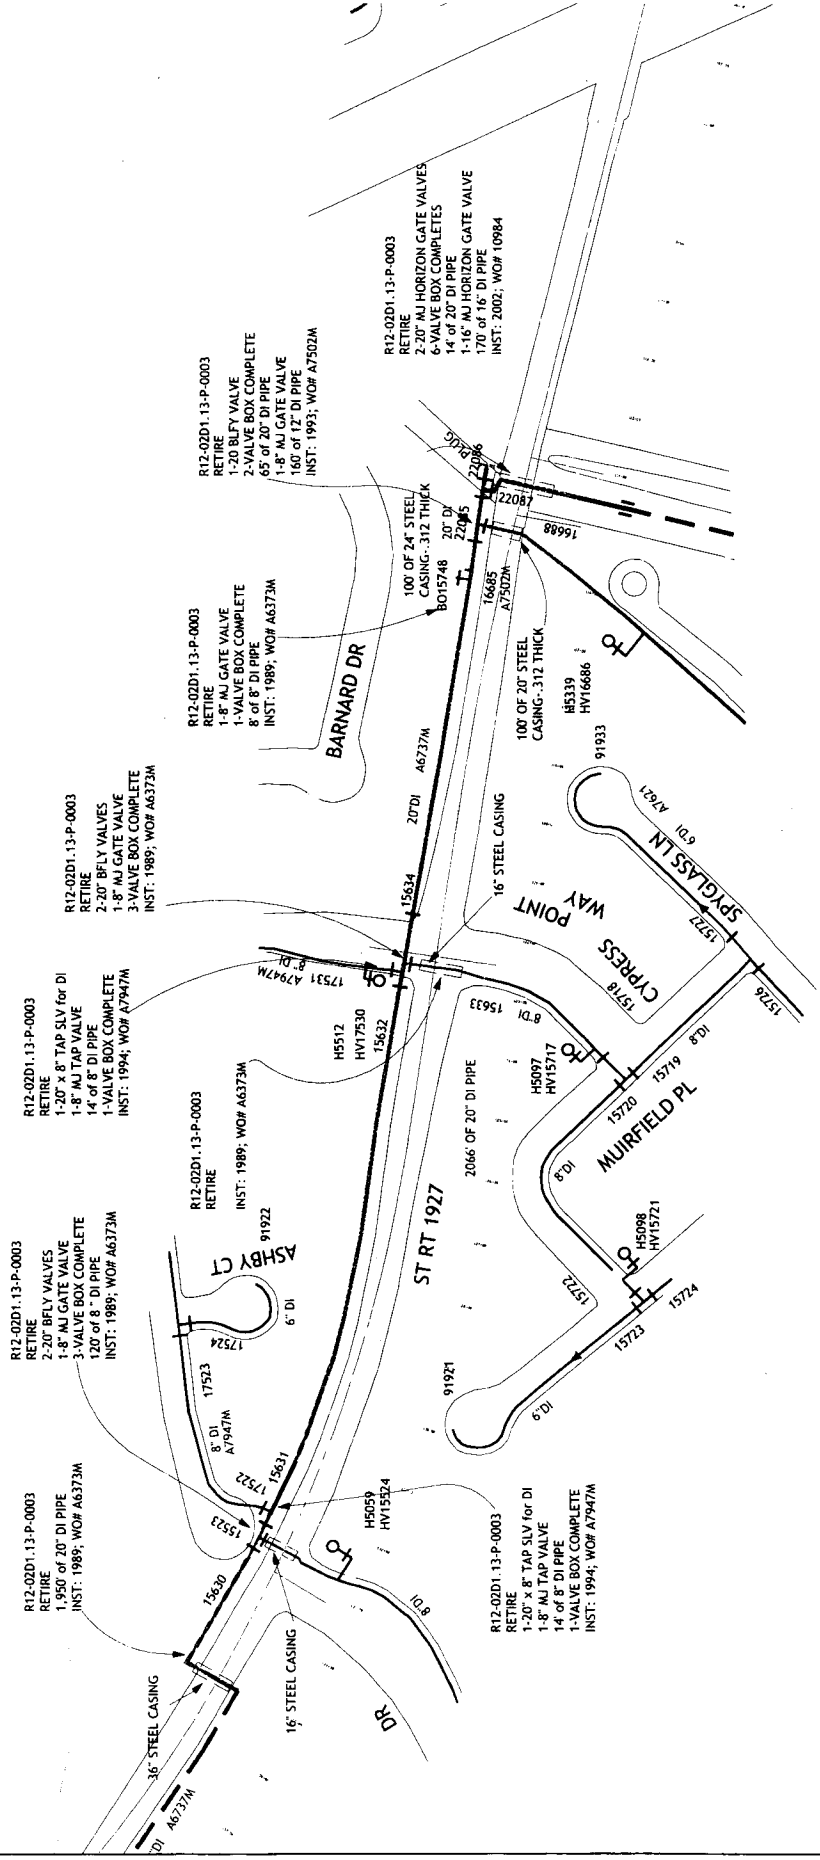 R12-02D1.13-P-0003
RETIRE
1,950' of 20" DI PIPE
INST: 1989; WO# A6373M
R12-02D1.13-P-0003
RETIRE
2-20" BFLY VALVES
1-8" MJ GATE VALVE
3-VALVE BOX COMPLETE
120' of 8" DI PIPE
INST: 1989; WO# A6373M
R12-02D1.13-P-0003
RETIRE
1-20" x 8" TAP SLV for DI
1-8" MJ TAP VALVE
14' of 8" DI PIPE
1-VALVE BOX COMPLETE
INST: 1994; WO# A7947M
R12-02D1.13-P-0003
RETIRE
2-20" BFLY VALVES
1-8" MJ GATE VALVE
3-VALVE BOX COMPLETE
INST: 1989; WO# A6373M
R12-02D1.13-P-0003
RETIRE
INST: 1989; WO# A6373M
R12-02D1.13-P-0003
RETIRE
1-8" MJ GATE VALVE
1-VALVE BOX COMPLETE
8' of 8" DI PIPE
INST: 1989; WO# A6373M
R12-02D1.13-P-0003
RETIRE
1-20 BLFY VALVE
2-VALVE BOX COMPLETE
65' of 20" DI PIPE
1-8" MJ GATE VALVE
160' of 12" DI PIPE
INST: 1993; WO# A7502M
R12-02D1.13-P-0003
RETIRE
2-20" MJ HORIZON GATE VALVES
6-VALVE BOX COMPLETES
14' of 20" DI PIPE
1-16" MJ HORIZON GATE VALVE
170' of 16" DI PIPE
INST: 2002; WO# 10984
R12-02D1.13-P-0003
RETIRE
1-20" x 8" TAP SLV for DI
1-8" MJ TAP VALVE
14' of 8" DI PIPE
1-VALVE BOX COMPLETE
INST: 1994; WO# A7947M
"DI
A6737M
36" STEEL CASING
15630
16" STEEL CASING
DR
15523
17522
15631
8" DI
A7947M
17523
17524
6" DI
ASHBY CT
91922
H5059
HV15524
8"DI
ST RT 1927
2066' OF 20" DI PIPE
H5512
HV17530
15632
17531
A7947M
8" DI
15634
15633
8"DI
16" STEEL CASING
20"DI
A6737M
BARNARD DR
100' OF 24" STEEL
CASING-.312 THICK
BO15748
20" DI
22085
22086
PLUG
22087
16688
16685
A7502M
100' OF 20" STEEL
CASING-.312 THICK
H5339
HV16686
91933
A7621
6"DI
SPYGLASS LN
15727
15726
CYPRESS
POINT
WAY
15718
H5097
HV15717
15719
8"DI
15720
MUIRFIELD PL
8"DI
H5098
HV15721
15722
15723
15724
6"DI
91921